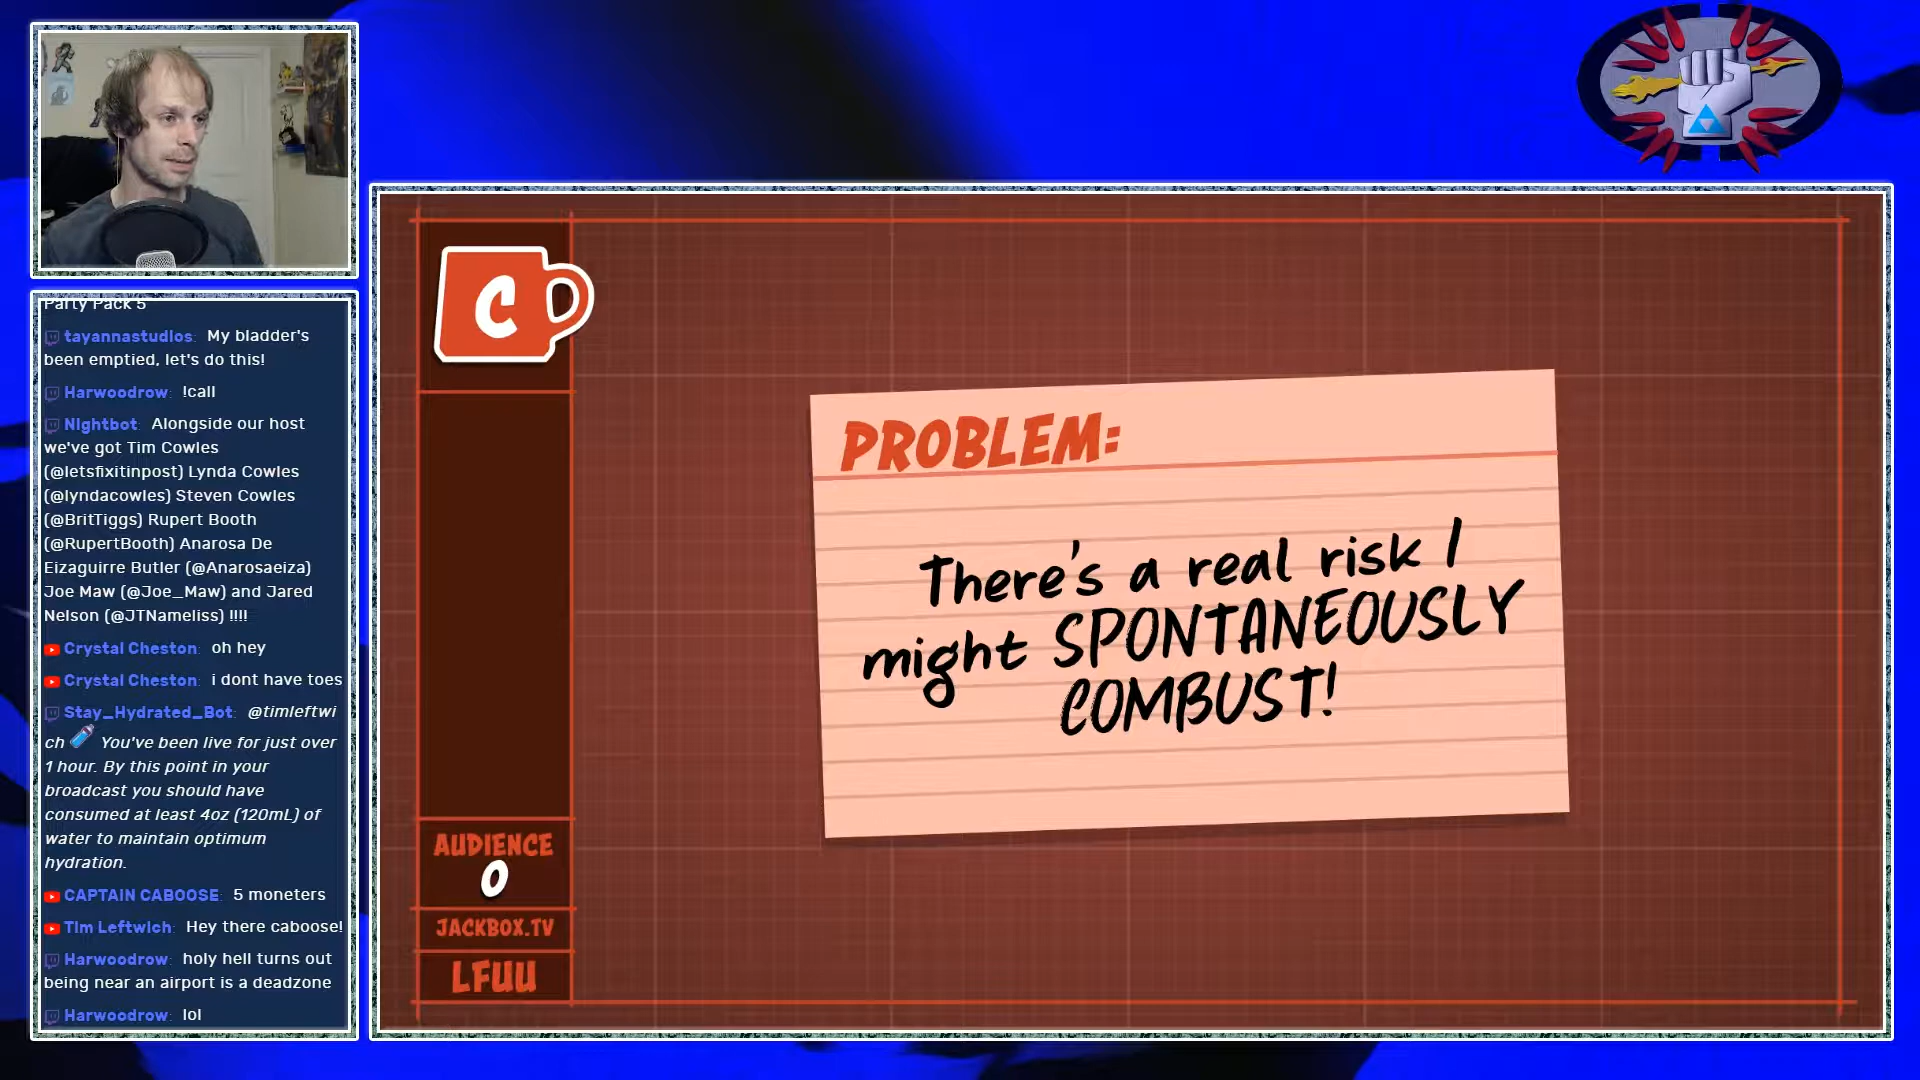 Party Pack 5
tayannastudios: My bladder's
been emptied, let's do this!
Harwoodrow: !call
Nightbot: Alongside our host
we've got Tim Cowles
(@letsfixitinpost) Lynda Cowles
(@lyndacowles) Steven Cowles
(@BritTiggs) Rupert Booth
(@RupertBooth) Anarosa De
Eizaguirre Butler (@Anarosaeiza)
Joe Maw (@Joe_Maw) and Jared
Nelson (@JTNameliss) !!!!
Crystal Cheston: oh hey
Crystal Cheston: i dont have toes
Stay_Hydrated_Bot: @timleftwi
ch You've been live for just over
1 hour. By this point in your
broadcast you should have
consumed at least 4oz (120mL) of
water to maintain optimum
hydration.
CAPTAIN CABOOSE: 5 moneters
Tim Leftwich: Hey there caboose!
Harwoodrow: holy hell turns out
being near an airport is a deadzone
Harwoodrow: lol
C
AUDIENCE
0
JACKBOX.TV
LFUU
PROBLEM:
There's a real risk I
might SPONTANEOUSLY
COMBUST!